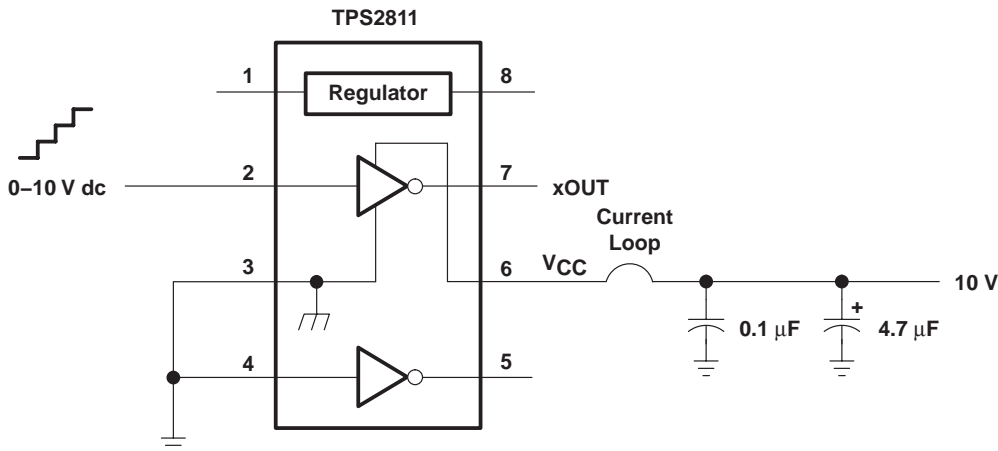 TPS2811
1
8
Regulator
2
7
0–10 V dc
xOUT
Current
Loop
3
6
VCC
10 V
+
0.1 μF
4.7 μF
4
5